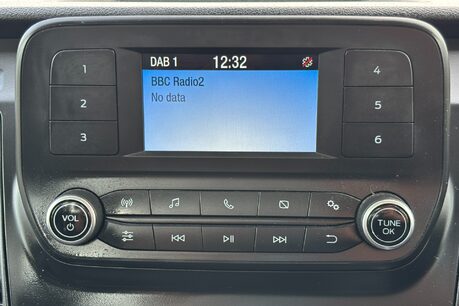 DAB 1 12:32
BBC Radio2
No data
1
2
3
4
5
6
VOL
TUNE
OK